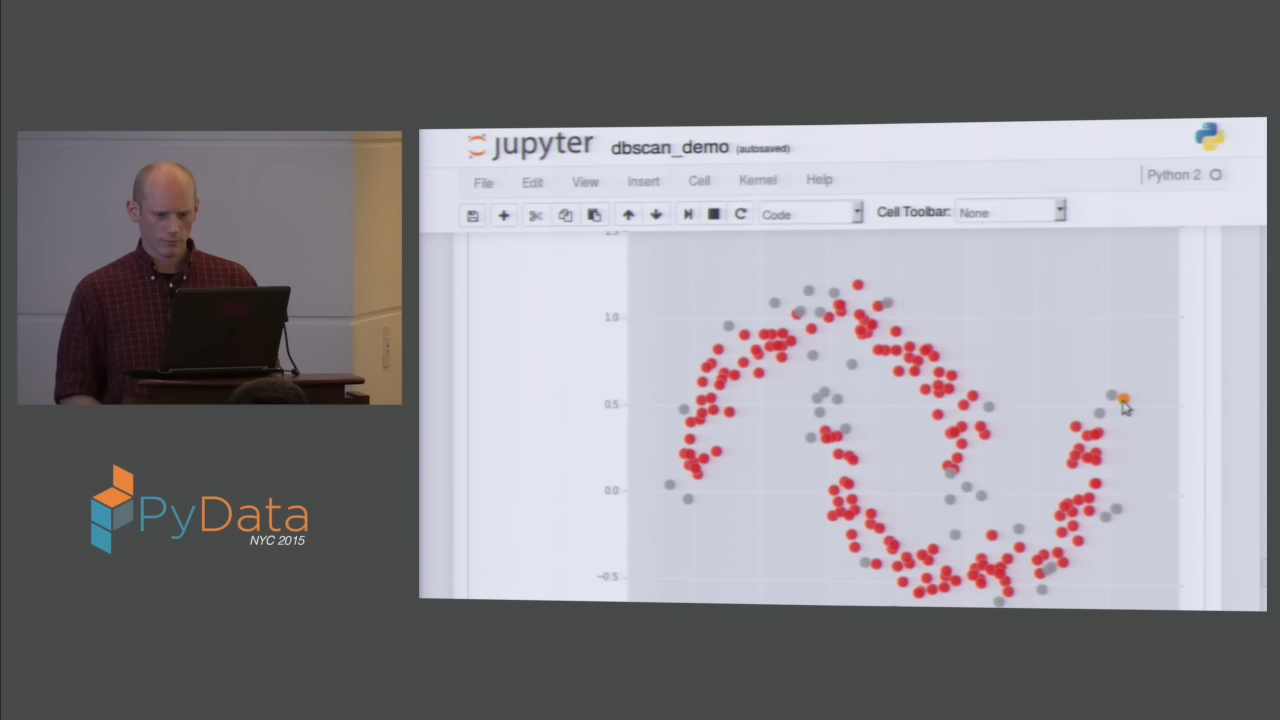 jupyter dbscan_demo (autosaved)
File Edit View Insert Cell Kernel Help Python 2
Code Cell Toolbar: None
1.0
0.5
0.0
−0.5
PyData
NYC 2015